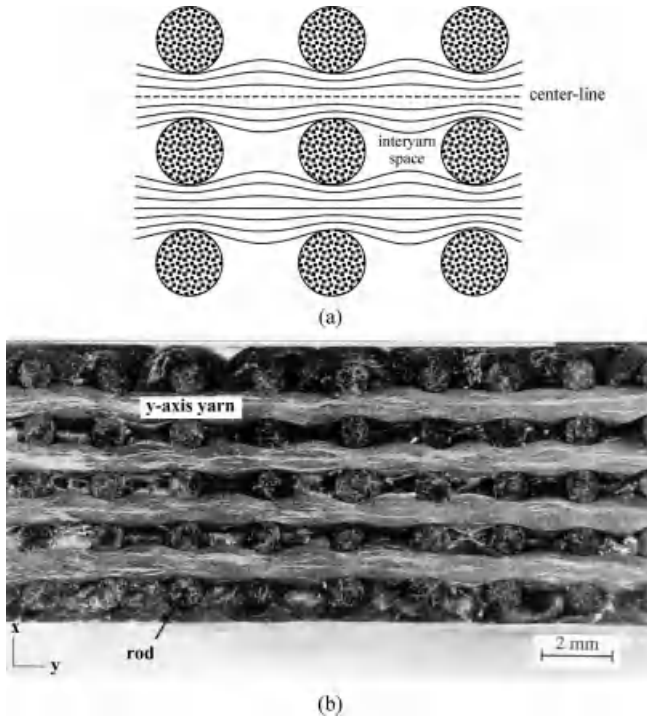 center-line
interyarn
space
(a)
y-axis yarn
x
y
rod
2 mm
(b)